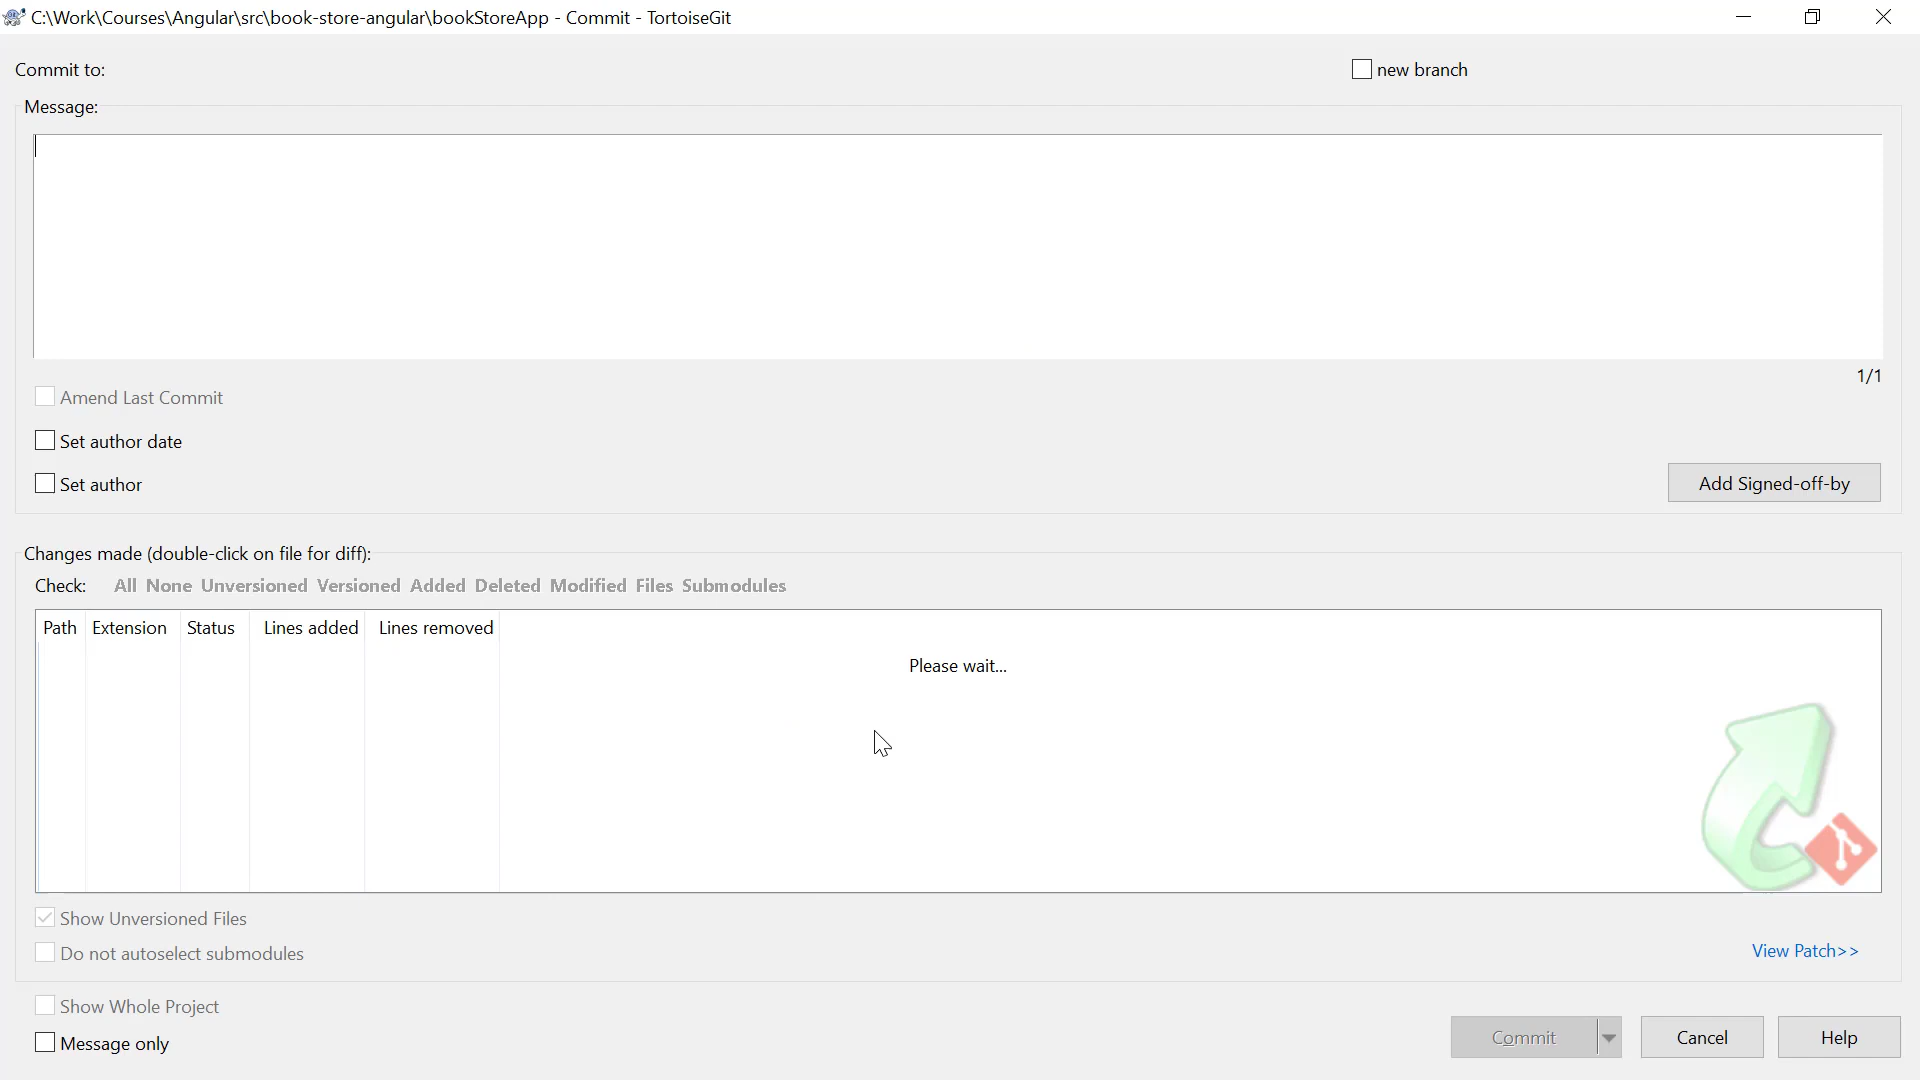 C:\Work\Courses\Angular\src\book-store-angular\bookStoreApp - Commit - TortoiseGit
Commit to:
new branch
Message:
1/1
Amend Last Commit
Set author date
Set author
Add Signed-off-by
Changes made (double-click on file for diff):
Check: All None Unversioned Versioned Added Deleted Modified Files Submodules
Path Extension Status Lines added Lines removed
Please wait...
Show Unversioned Files
Do not autoselect submodules
View Patch>>
Show Whole Project
Message only
Commit
Cancel
Help